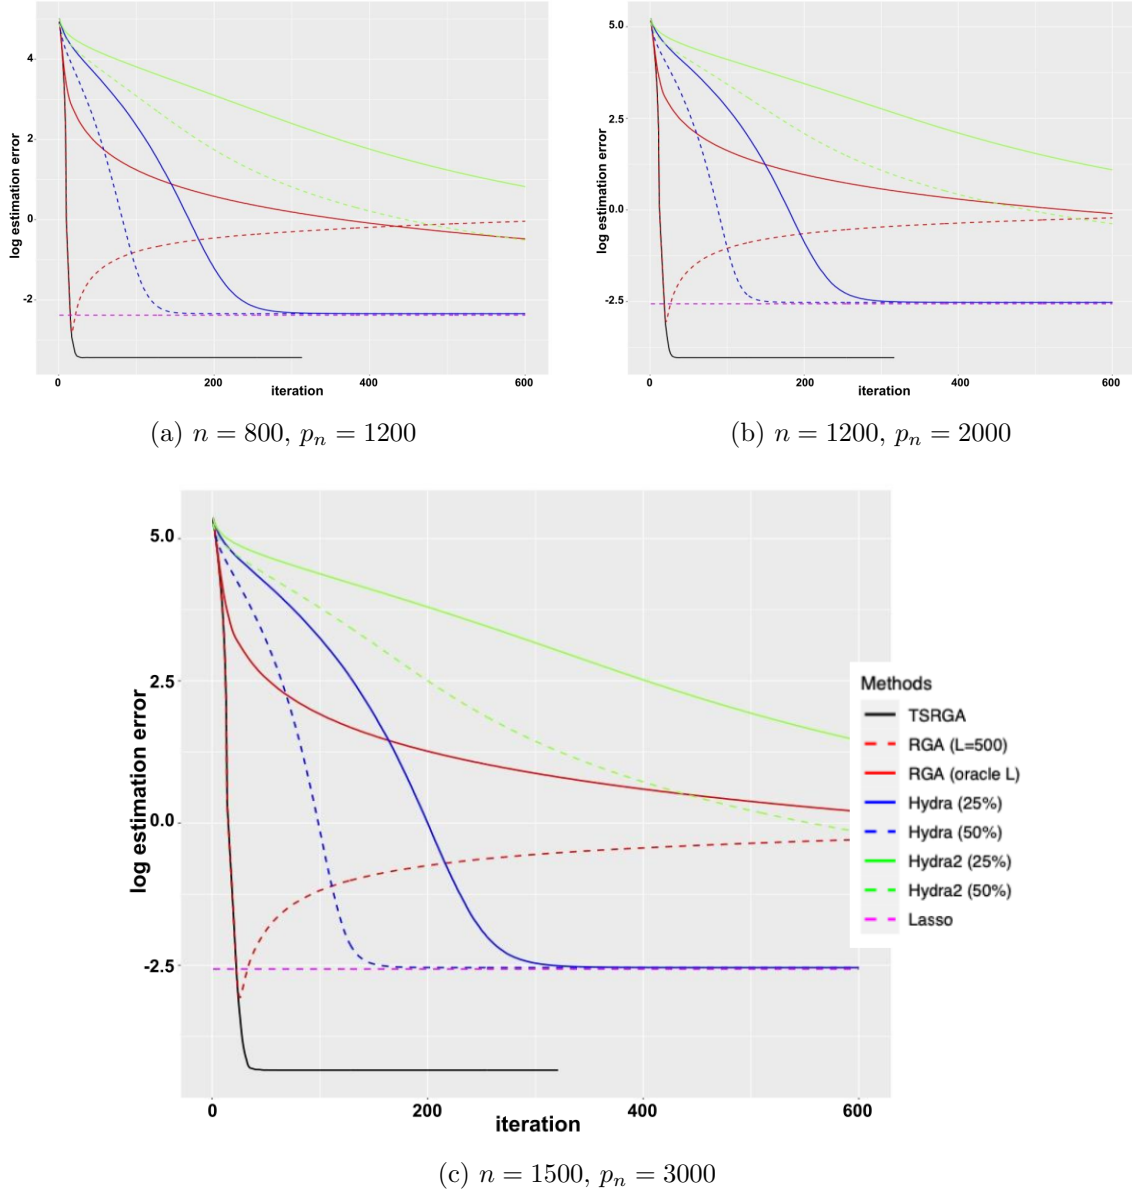 log estimation error
4
2
0
-2
0
200
400
600
iteration
(a) n = 800, pₙ = 1200
log estimation error
5.0
2.5
0.0
-2.5
0
200
400
600
iteration
(b) n = 1200, pₙ = 2000
log estimation error
5.0
2.5
0.0
-2.5
0
200
400
600
iteration
Methods
TSRGA
RGA (L=500)
RGA (oracle L)
Hydra (25%)
Hydra (50%)
Hydra2 (25%)
Hydra2 (50%)
Lasso
(c) n = 1500, pₙ = 3000